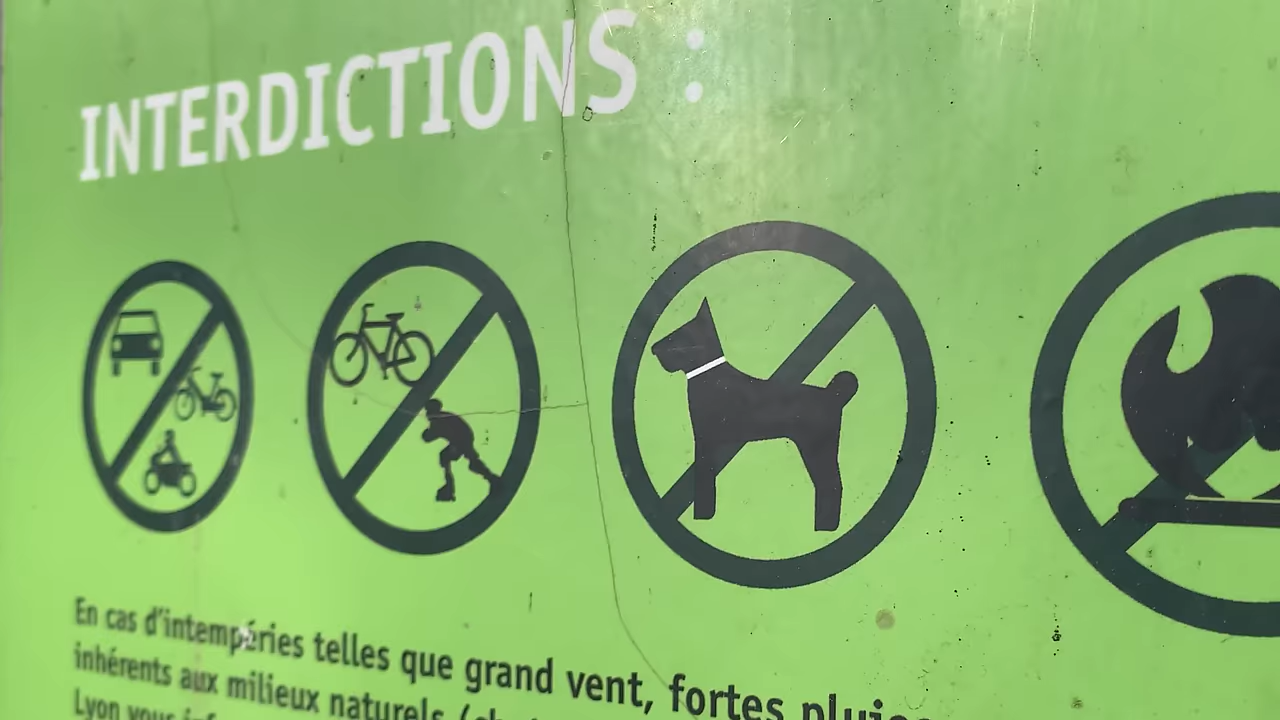 INTERDICTIONS :
En cas d'intempéries telles que grand vent, fortes pluies
inhérents aux milieux naturels
Lyon vous